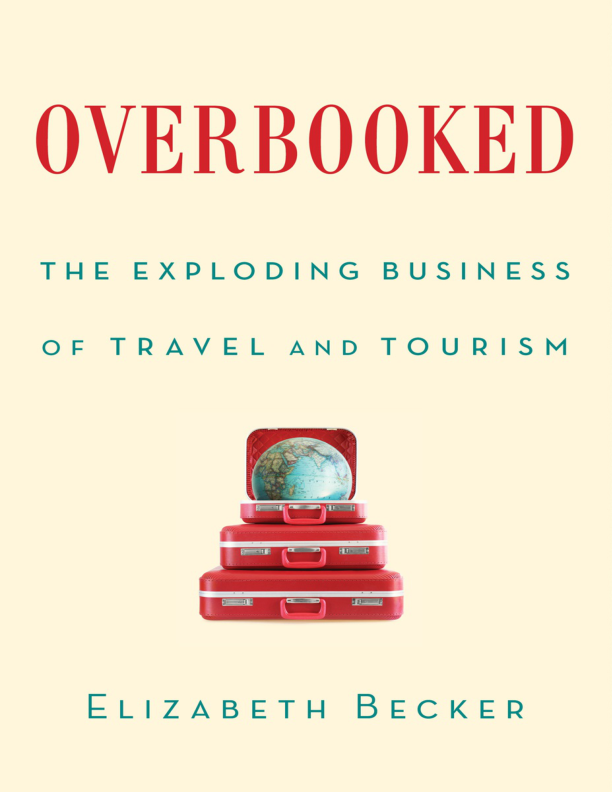 OVERBOOKED
THE EXPLODING BUSINESS
OF TRAVEL AND TOURISM
ELIZABETH BECKER